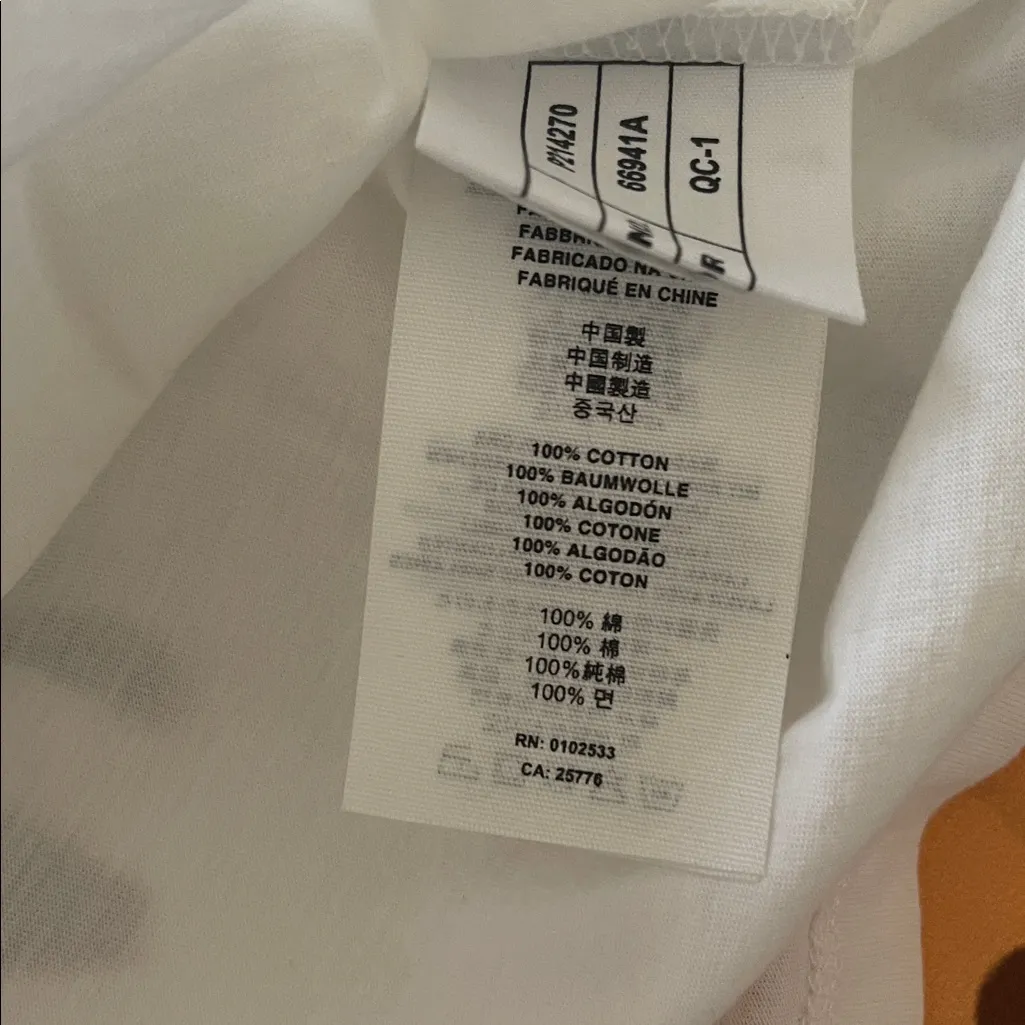 P214270
66941A
QC-1
FABRICADO NA
FABRIQUÉ EN CHINE
中国製
中国制造
中國製造
중국산
100% COTTON
100% BAUMWOLLE
100% ALGODÓN
100% COTONE
100% ALGODÃO
100% COTON
100% 綿
100% 棉
100%純棉
100% 면
RN: 0102533
CA: 25776